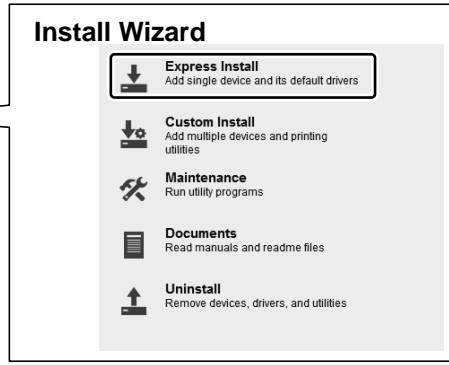 Install Wizard
Express Install
Add single device and its default drivers
Custom Install
Add multiple devices and printing
utilities
Maintenance
Run utility programs
Documents
Read manuals and readme files
Uninstall
Remove devices, drivers, and utilities